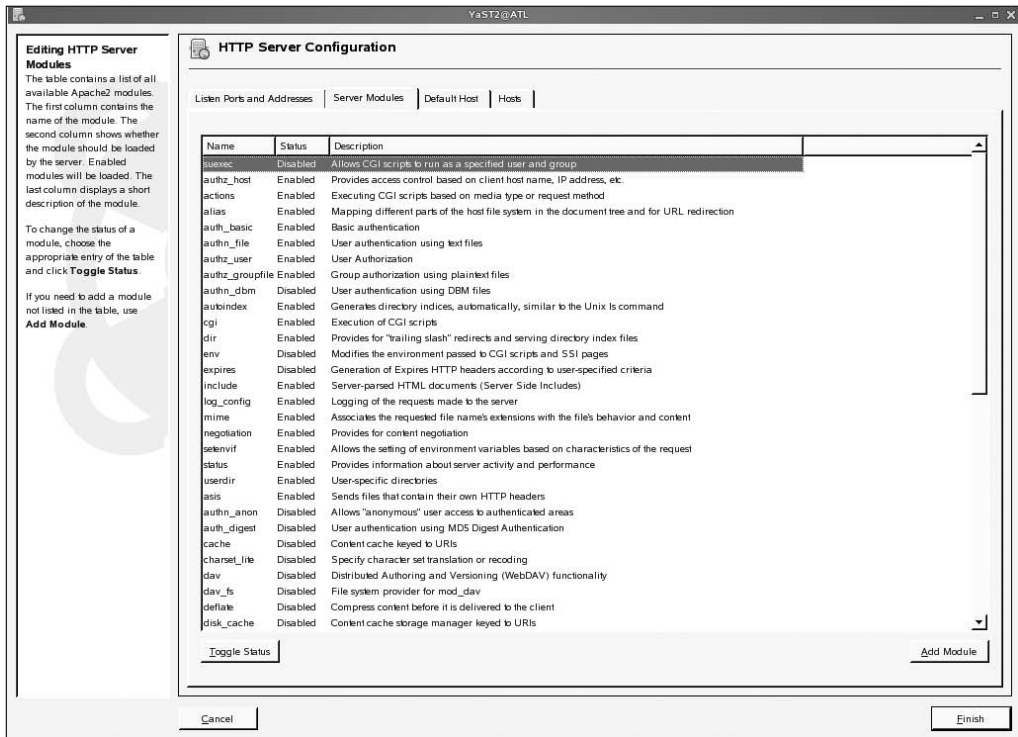 YaST2@ATL
Editing HTTP Server
Modules
The table contains a list of all
available Apache2 modules.
The first column contains the
name of the module. The
second column shows whether
the module should be loaded
by the server. Enabled
modules will be loaded. The
last column displays a short
description of the module.
To change the status of a
module, choose the
appropriate entry of the table
and click Toggle Status.
If you need to add a module
not listed in the table, use
Add Module.
HTTP Server Configuration
Listen Ports and Addresses Server Modules Default Host Hosts
Name Status Description
suexec Disabled Allows CGI scripts to run as a specified user and group
authz_host Enabled Provides access control based on client host name, IP address, etc.
actions Enabled Executing CGI scripts based on media type or request method
alias Enabled Mapping different parts of the host file system in the document tree and for URL redirection
auth_basic Enabled Basic authentication
authn_file Enabled User authentication using text files
authz_user Enabled User Authorization
authz_groupfile Enabled Group authorization using plaintext files
authn_dbm Disabled User authentication using DBM files
autoindex Enabled Generates directory indices, automatically, similar to the Unix ls command
cgi Enabled Execution of CGI scripts
dir Enabled Provides for "trailing slash" redirects and serving directory index files
env Disabled Modifies the environment passed to CGI scripts and SSI pages
expires Disabled Generation of Expires HTTP headers according to user-specified criteria
include Enabled Server-parsed HTML documents (Server Side Includes)
log_config Enabled Logging of the requests made to the server
mime Enabled Associates the requested file name's extensions with the file's behavior and content
negotiation Enabled Provides for content negotiation
setenvif Enabled Allows the setting of environment variables based on characteristics of the request
status Enabled Provides information about server activity and performance
userdir Enabled User-specific directories
asis Enabled Sends files that contain their own HTTP headers
authn_anon Disabled Allows "anonymous" user access to authenticated areas
auth_digest Disabled User authentication using MD5 Digest Authentication
cache Disabled Content cache keyed to URIs
charset_lite Disabled Specify character set translation or recoding
dav Disabled Distributed Authoring and Versioning (WebDAV) functionality
dav_fs Disabled File system provider for mod_dav
deflate Disabled Compress content before it is delivered to the client
disk_cache Disabled Content cache storage manager keyed to URIs
Toggle Status Add Module
Cancel Finish